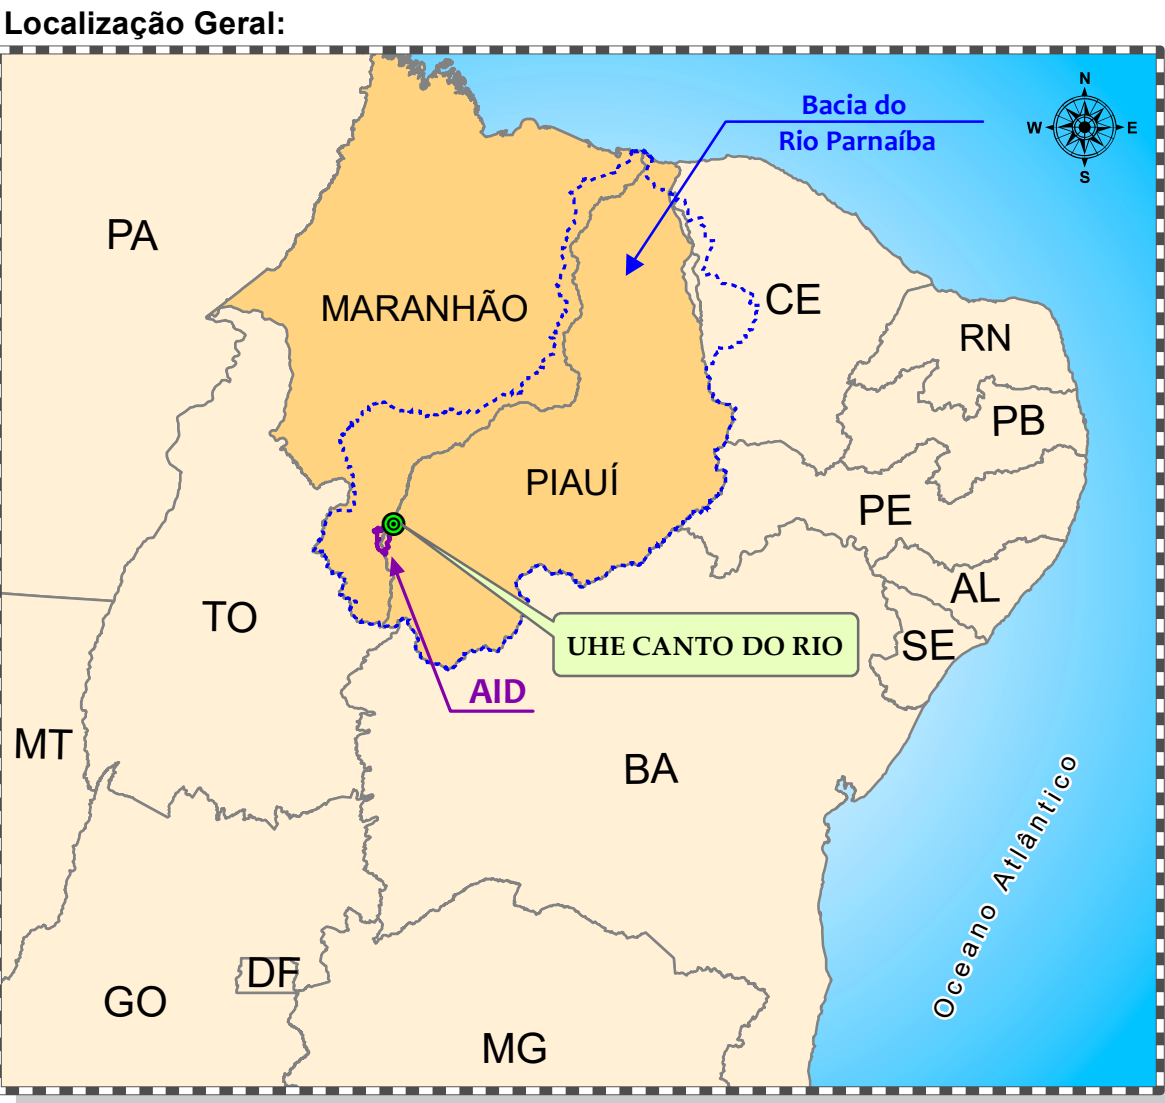 Localização Geral:
N
W
E
S
Bacia do
Rio Parnaíba
PA
MARANHÃO
CE
RN
PB
PIAUÍ
PE
AL
TO
SE
UHE CANTO DO RIO
AID
MT
BA
Oceano Atlântico
DF
GO
MG